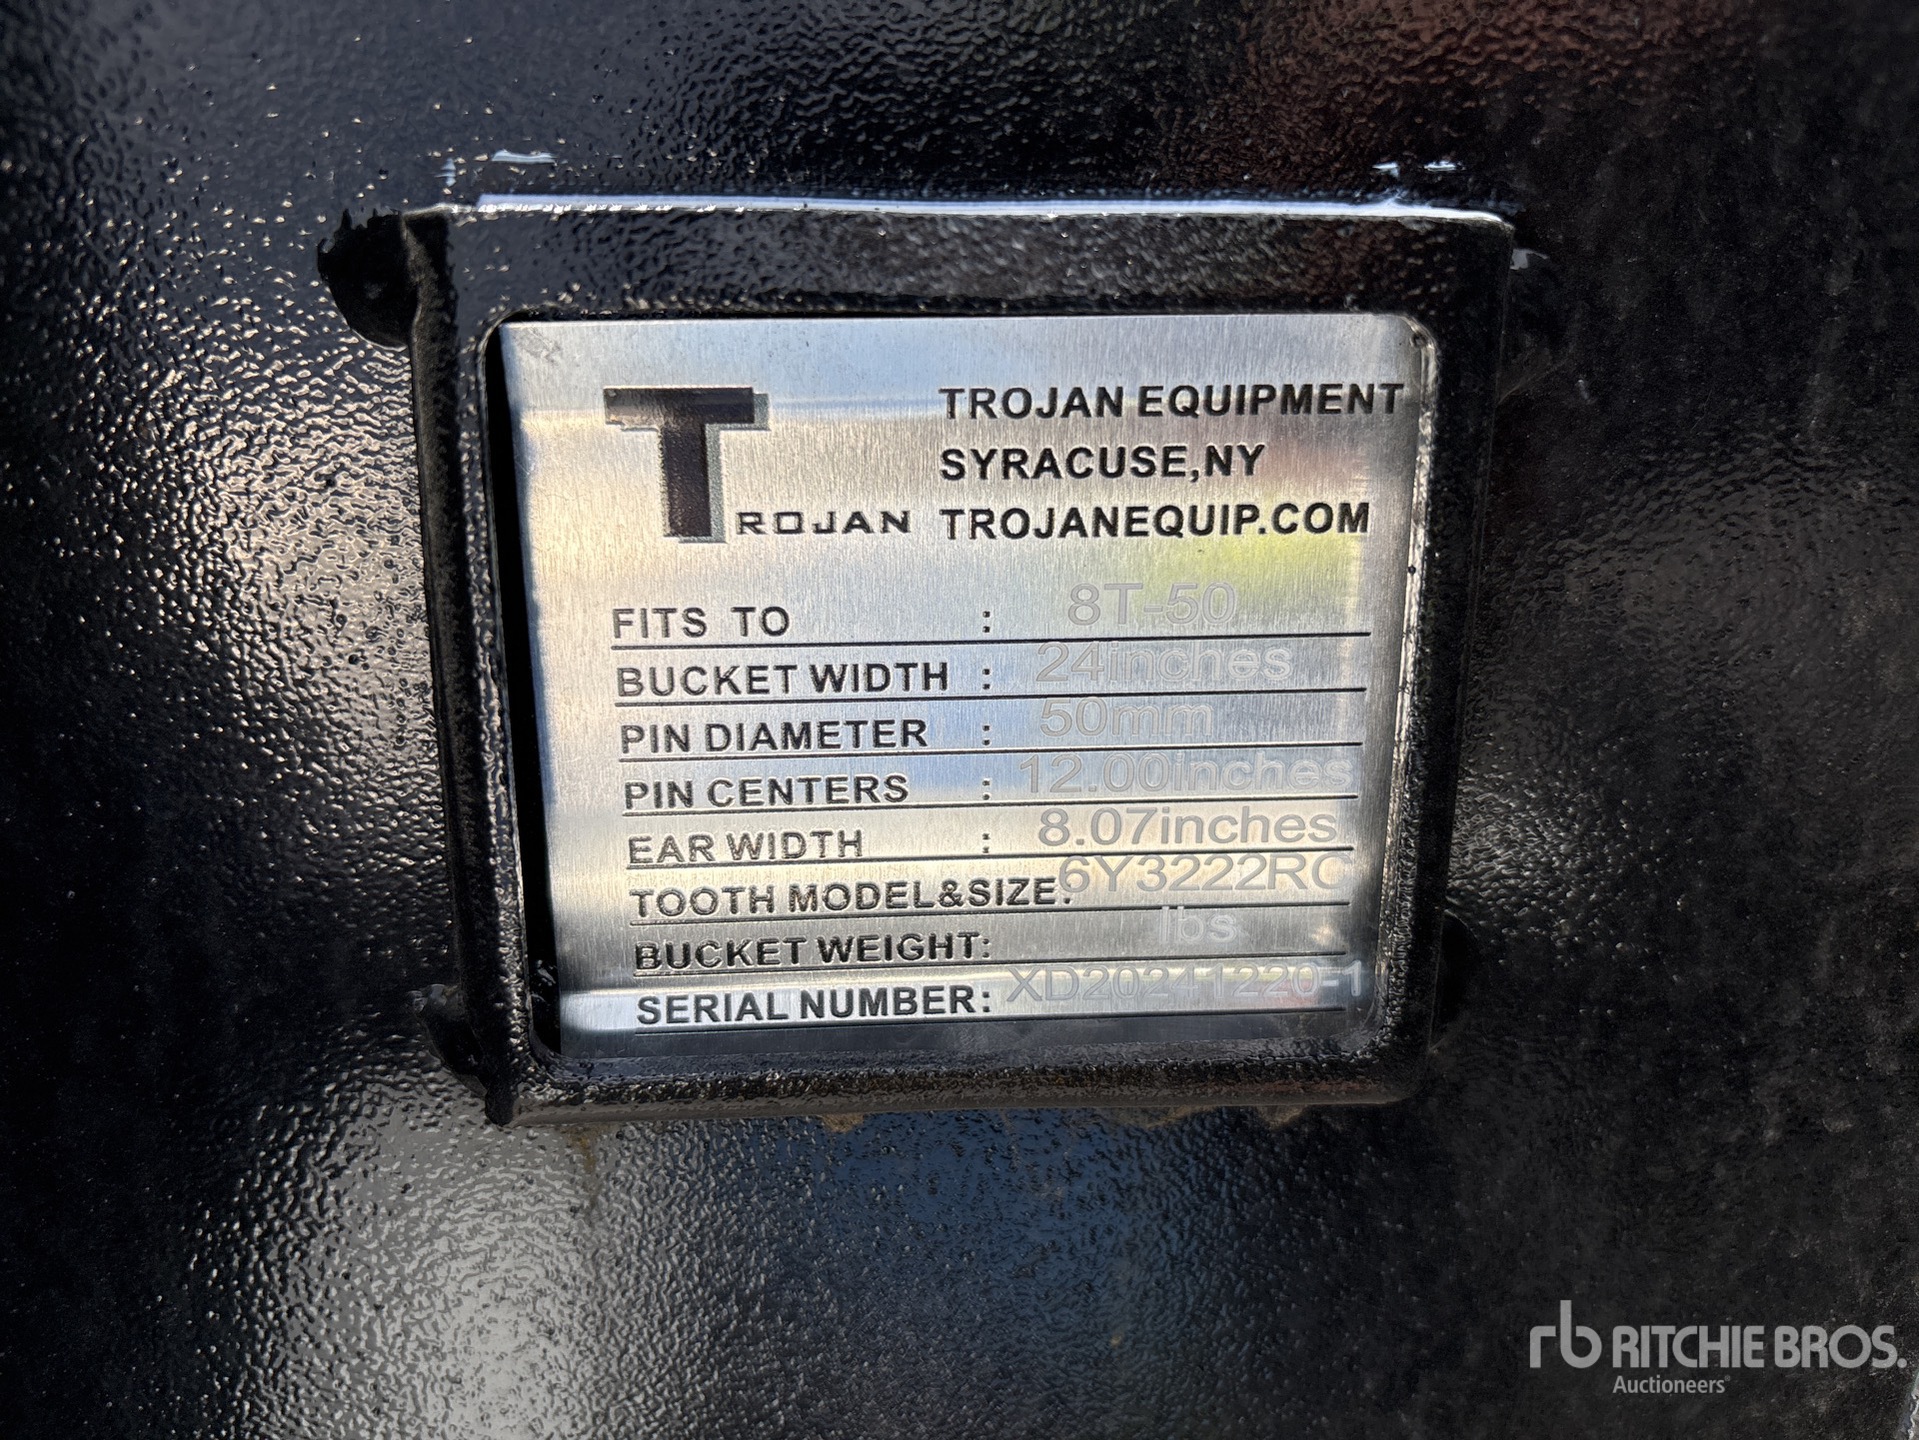 TROJAN
TROJAN EQUIPMENT
SYRACUSE,NY
TROJANEQUIP.COM
FITS TO : 8T-50
BUCKET WIDTH : 24inches
PIN DIAMETER : 50mm
PIN CENTERS : 12.00inches
EAR WIDTH : 8.07inches
TOOTH MODEL&SIZE: 6Y3222RC
BUCKET WEIGHT: lbs
SERIAL NUMBER: XD20241220-1
rb RITCHIE BROS.
Auctioneers